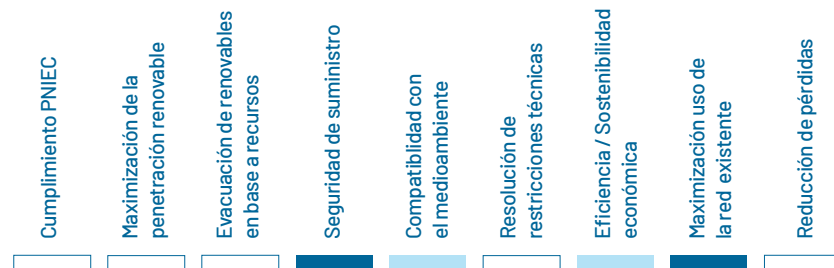 Cumplimiento PNIEC
Maximización de la
penetración renovable
Evacuación de renovables
en base a recursos
Seguridad de suministro
Compatiblidad con
el medioambiente
Resolución de
restricciones técnicas
Eficiencia / Sostenibilidad
económica
Maximización uso de
la red existente
Reducción de pérdidas